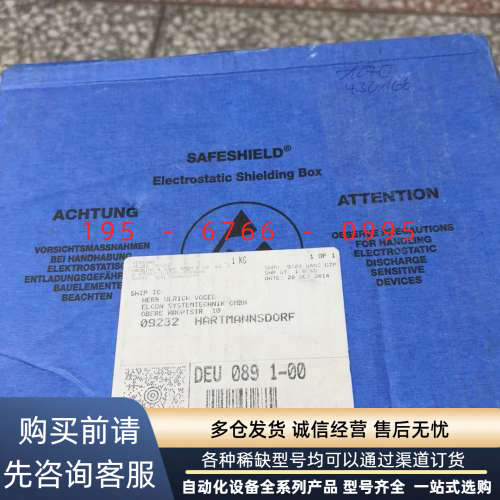 SAFESHIELD®
Electrostatic Shielding Box
ACHTUNG
VORSICHTSMASSNAHMEN
BEI HANDHABUNG
ELEKTROSTATISCH
ENTLADUNGSGEFÄHRDETER
BAUELEMENTE
BEACHTEN
ATTENTION
OBSERVE PRECAUTIONS
FOR HANDLING
ELECTROSTATIC
DISCHARGE
SENSITIVE
DEVICES
195 - 6766 - 0995
1 KG
1 OF 1
SHIP TO
HERR ULRICH VOGEL
ELCON SYSTEMTECHNIK GMBH
OBERE HAUPTSTR. 10
09232 HARTMANNSDORF
DEU 089 1-00
购买前请
先咨询客服
多仓发货 诚信经营 售后无忧
各种稀缺型号均可以通过渠道订货
自动化设备全系列产品 型号齐全 一站式选购